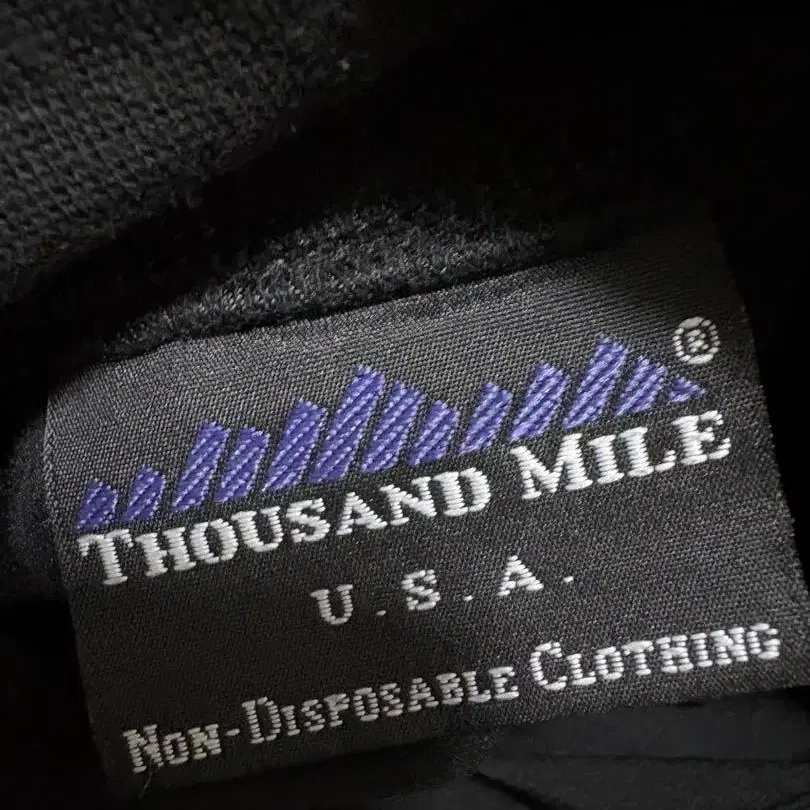 ®
THOUSAND MILE
U.S.A.
NON-DISPOSABLE CLOTHING